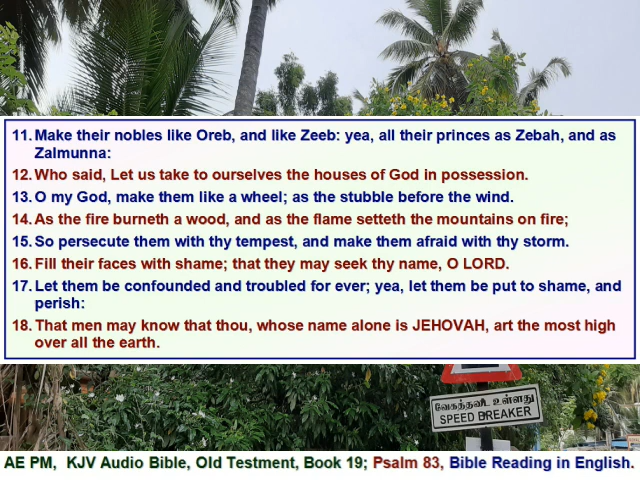 11. Make their nobles like Oreb, and like Zeeb: yea, all their princes as Zebah, and as
Zalmunna:
12. Who said, Let us take to ourselves the houses of God in possession.
13. O my God, make them like a wheel; as the stubble before the wind.
14. As the fire burneth a wood, and as the flame setteth the mountains on fire;
15. So persecute them with thy tempest, and make them afraid with thy storm.
16. Fill their faces with shame; that they may seek thy name, O LORD.
17. Let them be confounded and troubled for ever; yea, let them be put to shame, and
perish:
18. That men may know that thou, whose name alone is JEHOVAH, art the most high
over all the earth.
வேகத்தடை உள்ளது
SPEED BREAKER
AE PM, KJV Audio Bible, Old Testment, Book 19; Psalm 83, Bible Reading in English.